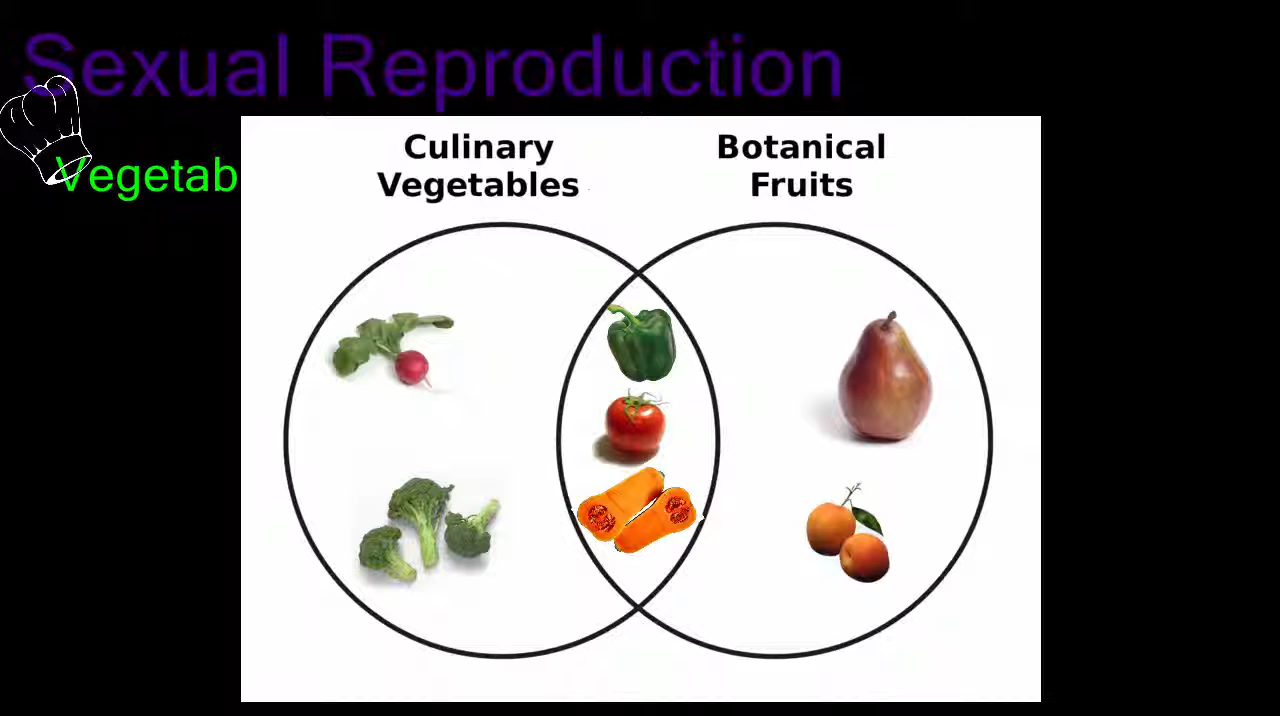 Sexual Reproduction
Vegetab
Culinary
Vegetables
Botanical
Fruits